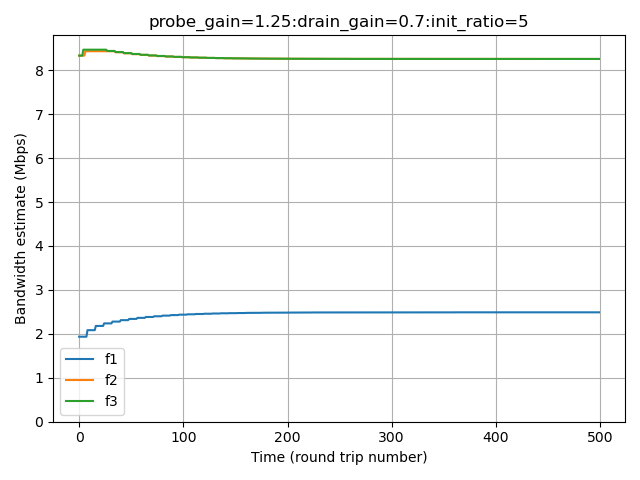 probe_gain=1.25:drain_gain=0.7:init_ratio=5
Bandwidth estimate (Mbps)
8
7
6
5
4
3
2
1
0
f1
f2
f3
0 100 200 300 400 500
Time (round trip number)